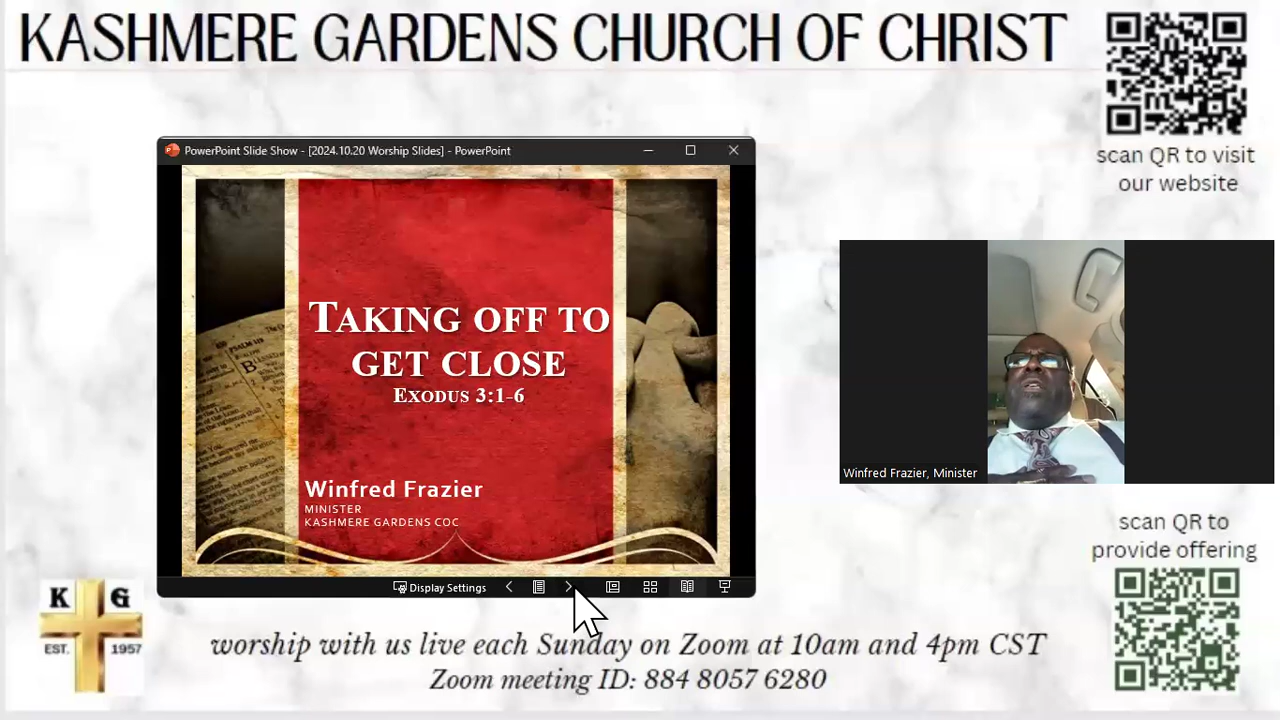 KASHMERE GARDENS CHURCH OF CHRIST
scan QR to visit
our website
PowerPoint Slide Show - [2024.10.20 Worship Slides] - PowerPoint
PSALM 119
BLESSED
TAKING OFF TO
GET CLOSE
EXODUS 3:1-6
Winfred Frazier
MINISTER
KASHMERE GARDENS COC
Display Settings
Winfred Frazier, Minister
scan QR to
provide offering
K G
EST. 1957
worship with us live each Sunday on Zoom at 10am and 4pm CST
Zoom meeting ID: 884 8057 6280